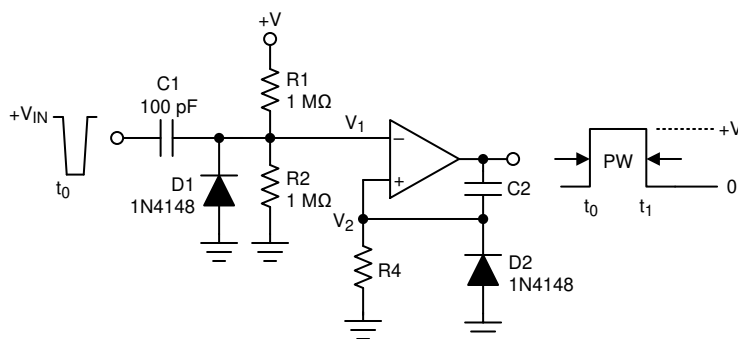 +V
C1
100 pF
R1
1 MΩ
+VIN
t0
V1
−
+
D1
1N4148
R2
1 MΩ
C2
V2
R4
D2
1N4148
PW
+V
0
t0
t1